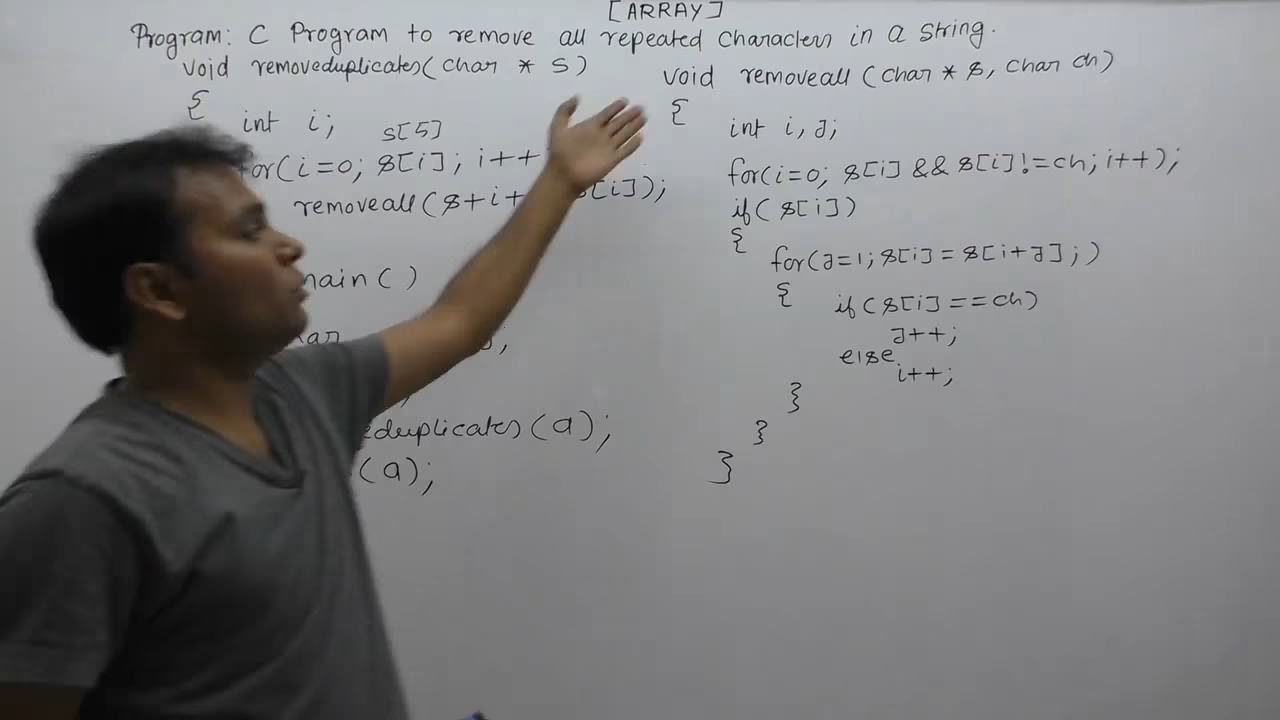 [ARRAY]
Program: C Program to remove all repeated characters in a string.
void removeduplicates(char * s)
{
int i; s[5]
for(i=0; s[i]; i++
removeall(s+i+ s[i]);
main()
;
eduplicates(a);
(a);
void removeall (char * s, char ch)
{
int i, j;
for(i=0; s[i] && s[i]!=ch; i++);
if( s[i])
{
for(j=1; s[i] = s[i+j]; )
{ if( s[i] ==ch)
j++;
else
i++;
}
}
}